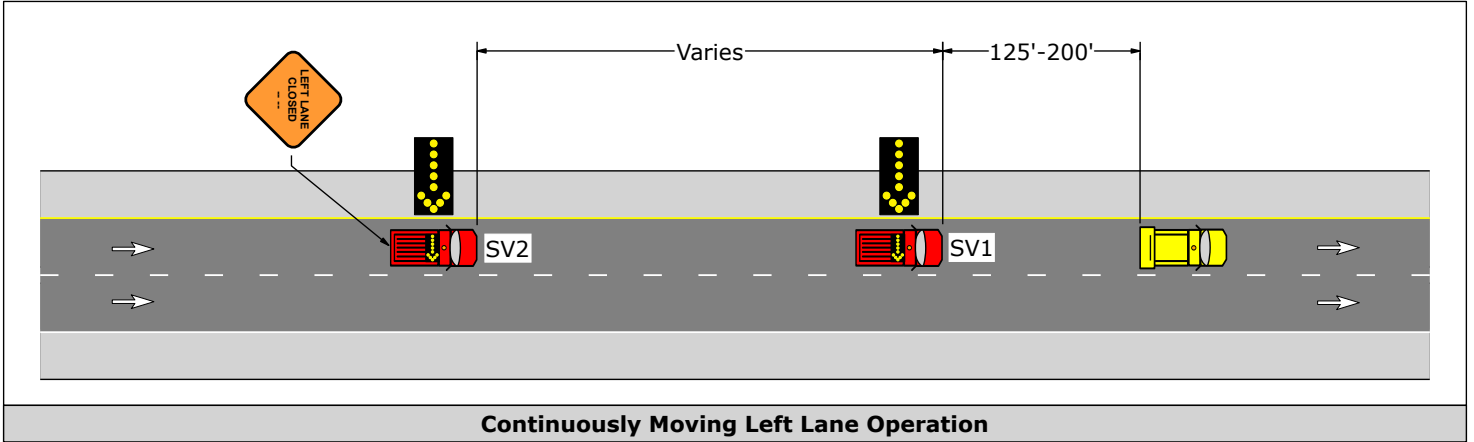 Varies
125'-200'
LEFT LANE
CLOSED
-- --
SV2
SV1
Continuously Moving Left Lane Operation